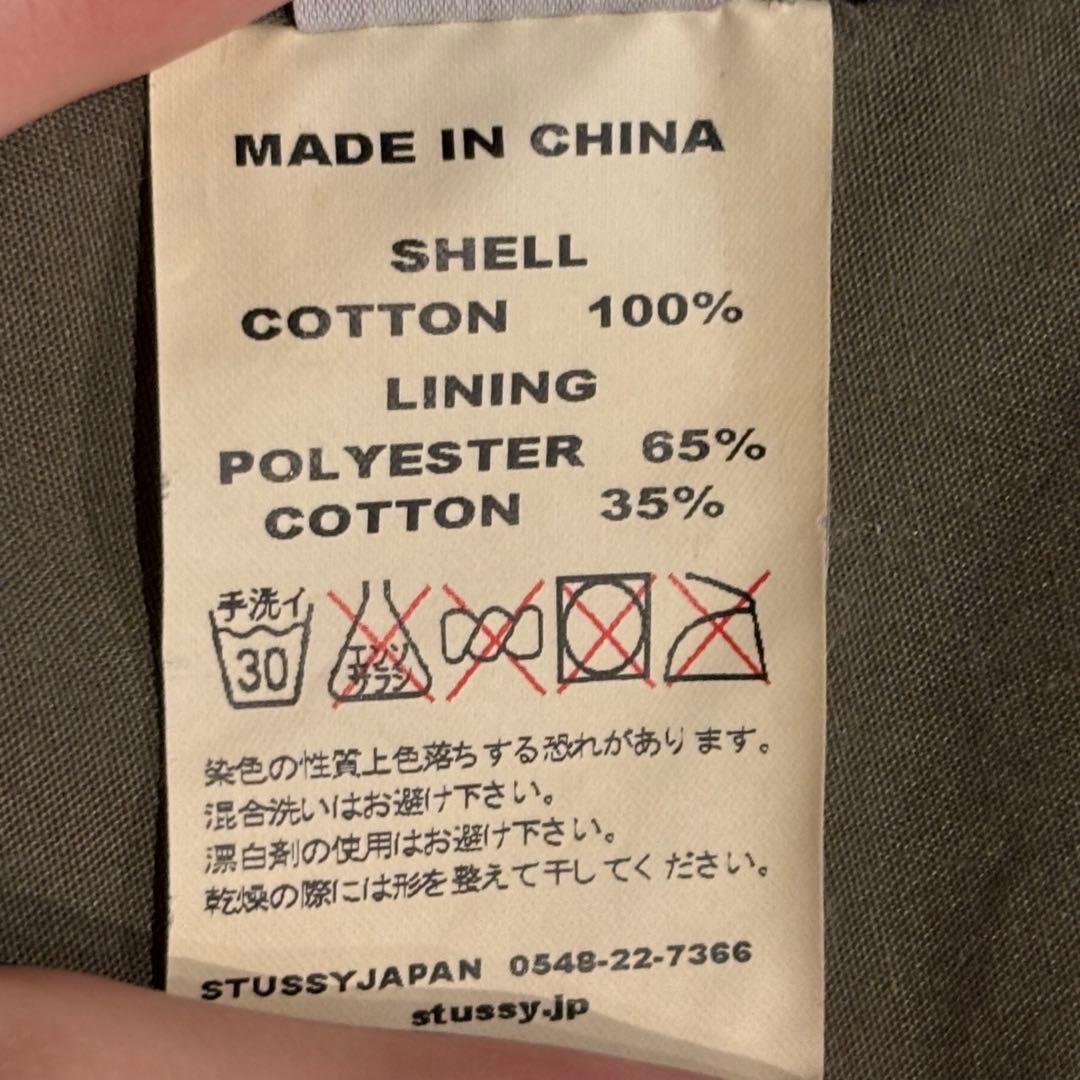 MADE IN CHINA
SHELL
COTTON 100%
LINING
POLYESTER 65%
COTTON 35%
手洗イ
30
エンソ
サラシ
染色の性質上色落ちする恐れがあります。
混合洗いはお避け下さい。
漂白剤の使用はお避け下さい。
乾燥の際には形を整えて干してください。
STUSSYJAPAN 0548-22-7366
stussy.jp